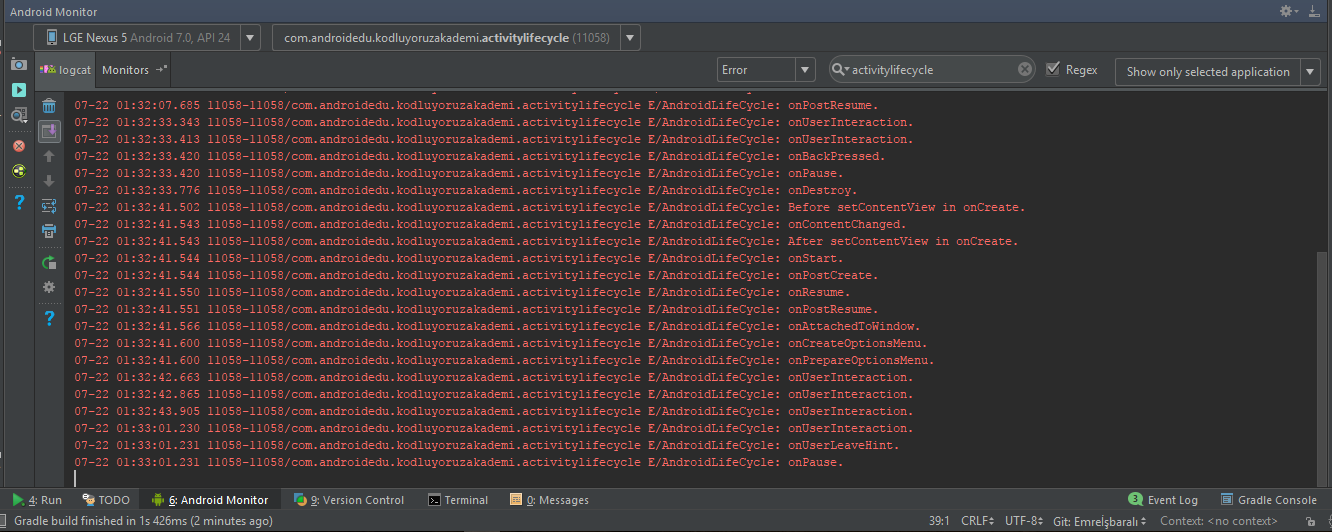 Android Monitor
LGE Nexus 5 Android 7.0, API 24 com.androidedu.kodluyoruzakademi.activitylifecycle (11058)
logcat Monitors Error activitylifecycle Regex Show only selected application
07-22 01:32:07.685 11058-11058/com.androidedu.kodluyoruzakademi.activitylifecycle E/AndroidLifeCycle: onPostResume.
07-22 01:32:33.343 11058-11058/com.androidedu.kodluyoruzakademi.activitylifecycle E/AndroidLifeCycle: onUserInteraction.
07-22 01:32:33.413 11058-11058/com.androidedu.kodluyoruzakademi.activitylifecycle E/AndroidLifeCycle: onUserInteraction.
07-22 01:32:33.420 11058-11058/com.androidedu.kodluyoruzakademi.activitylifecycle E/AndroidLifeCycle: onBackPressed.
07-22 01:32:33.420 11058-11058/com.androidedu.kodluyoruzakademi.activitylifecycle E/AndroidLifeCycle: onPause.
07-22 01:32:33.776 11058-11058/com.androidedu.kodluyoruzakademi.activitylifecycle E/AndroidLifeCycle: onDestroy.
07-22 01:32:41.502 11058-11058/com.androidedu.kodluyoruzakademi.activitylifecycle E/AndroidLifeCycle: Before setContentView in onCreate.
07-22 01:32:41.543 11058-11058/com.androidedu.kodluyoruzakademi.activitylifecycle E/AndroidLifeCycle: onContentChanged.
07-22 01:32:41.543 11058-11058/com.androidedu.kodluyoruzakademi.activitylifecycle E/AndroidLifeCycle: After setContentView in onCreate.
07-22 01:32:41.544 11058-11058/com.androidedu.kodluyoruzakademi.activitylifecycle E/AndroidLifeCycle: onStart.
07-22 01:32:41.544 11058-11058/com.androidedu.kodluyoruzakademi.activitylifecycle E/AndroidLifeCycle: onPostCreate.
07-22 01:32:41.550 11058-11058/com.androidedu.kodluyoruzakademi.activitylifecycle E/AndroidLifeCycle: onResume.
07-22 01:32:41.551 11058-11058/com.androidedu.kodluyoruzakademi.activitylifecycle E/AndroidLifeCycle: onPostResume.
07-22 01:32:41.566 11058-11058/com.androidedu.kodluyoruzakademi.activitylifecycle E/AndroidLifeCycle: onAttachedToWindow.
07-22 01:32:41.600 11058-11058/com.androidedu.kodluyoruzakademi.activitylifecycle E/AndroidLifeCycle: onCreateOptionsMenu.
07-22 01:32:41.600 11058-11058/com.androidedu.kodluyoruzakademi.activitylifecycle E/AndroidLifeCycle: onPrepareOptionsMenu.
07-22 01:32:42.663 11058-11058/com.androidedu.kodluyoruzakademi.activitylifecycle E/AndroidLifeCycle: onUserInteraction.
07-22 01:32:42.865 11058-11058/com.androidedu.kodluyoruzakademi.activitylifecycle E/AndroidLifeCycle: onUserInteraction.
07-22 01:32:43.905 11058-11058/com.androidedu.kodluyoruzakademi.activitylifecycle E/AndroidLifeCycle: onUserInteraction.
07-22 01:33:01.230 11058-11058/com.androidedu.kodluyoruzakademi.activitylifecycle E/AndroidLifeCycle: onUserInteraction.
07-22 01:33:01.231 11058-11058/com.androidedu.kodluyoruzakademi.activitylifecycle E/AndroidLifeCycle: onUserLeaveHint.
07-22 01:33:01.231 11058-11058/com.androidedu.kodluyoruzakademi.activitylifecycle E/AndroidLifeCycle: onPause.
4: Run TODO 6: Android Monitor 9: Version Control Terminal 0: Messages 3 Event Log Gradle Console
Gradle build finished in 1s 426ms (2 minutes ago) 39:1 CRLF UTF-8 Git: Emreİşbaralı Context: <no context>